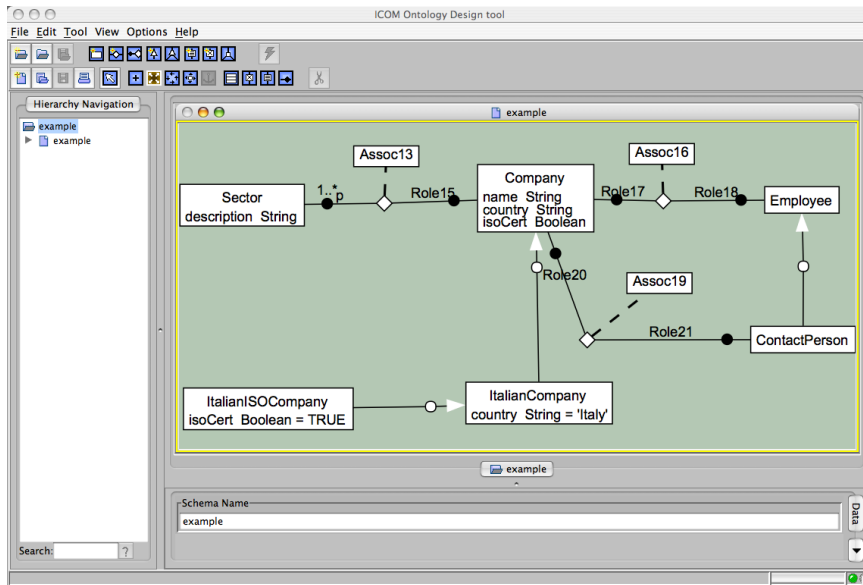 ICOM Ontology Design tool
File Edit Tool View Options Help
Hierarchy Navigation
example
example
example
Assoc13
Assoc16
Sector
description String
1..*
p
Role15
Company
name String
country String
isoCert Boolean
Role17
Role18
Employee
Role20
Assoc19
Role21
ContactPerson
ItalianISOCompany
isoCert Boolean = TRUE
ItalianCompany
country String = 'Italy'
example
Schema Name
example
Data
Search:
?